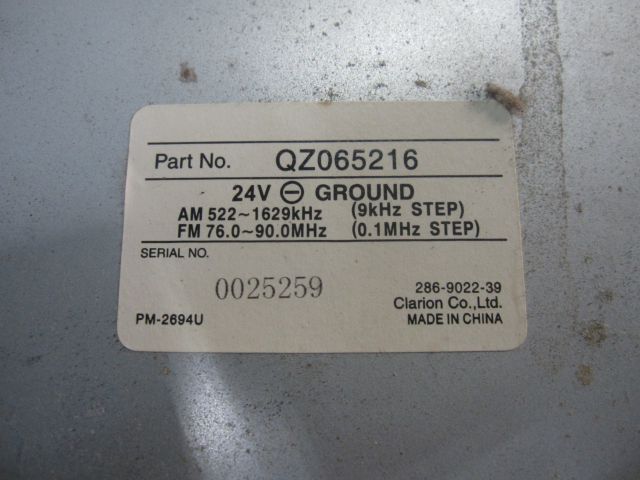 Part No. QZ065216
24V ⊖ GROUND
AM 522~1629kHz (9kHz STEP)
FM 76.0~90.0MHz (0.1MHz STEP)
SERIAL NO.
0025259
286-9022-39
Clarion Co.,Ltd.
PM-2694U MADE IN CHINA